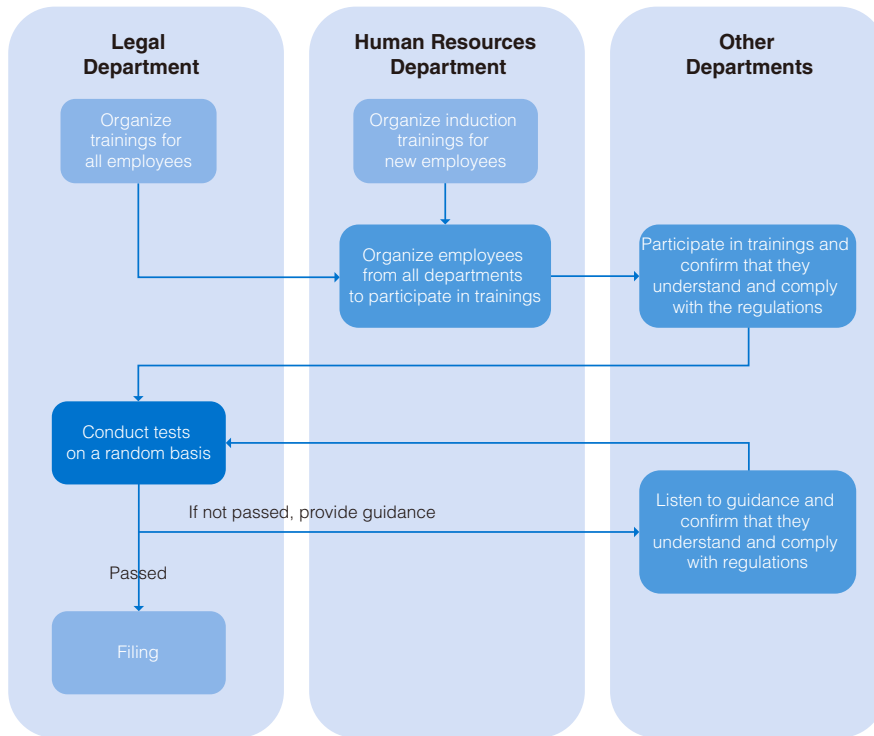 Legal
Department
Human Resources
Department
Other
Departments
Organize
trainings for
all employees
Organize induction
trainings for
new employees
Organize employees
from all departments
to participate in trainings
Participate in trainings and
confirm that they
understand and comply
with the regulations
Conduct tests
on a random basis
If not passed, provide guidance
Listen to guidance and
confirm that they
understand and comply
with regulations
Passed
Filing